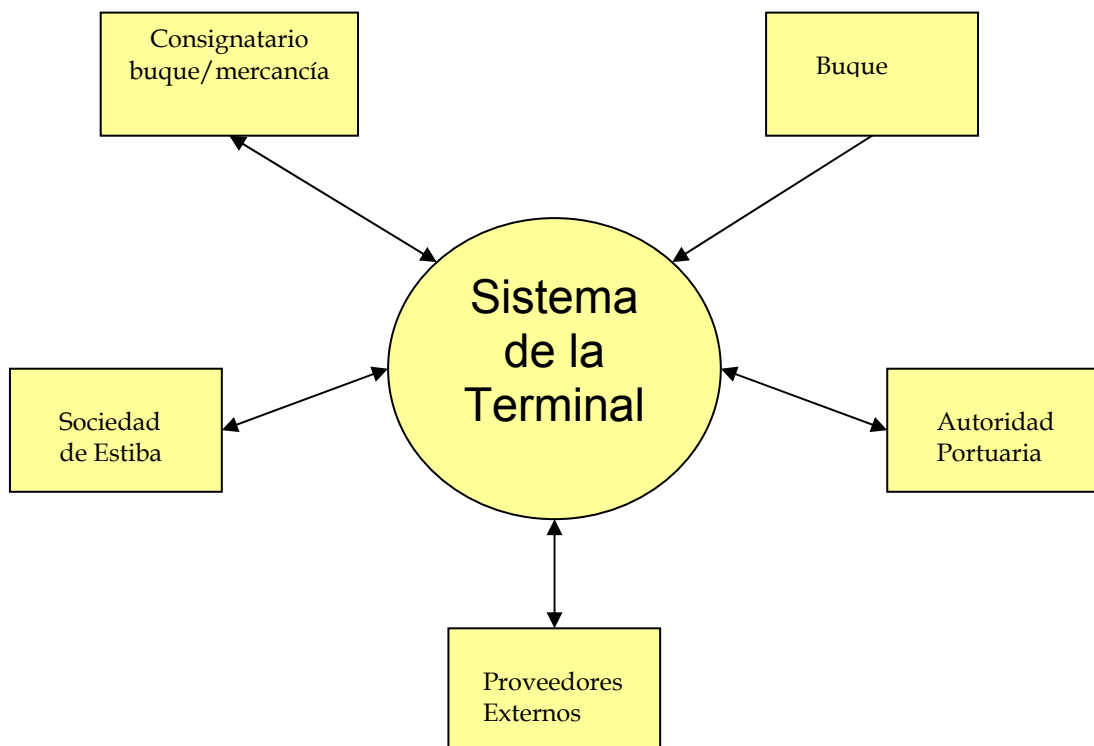 Consignatario
buque/mercancía
Buque
Sistema
de la
Terminal
Sociedad
de Estiba
Autoridad
Portuaria
Proveedores
Externos